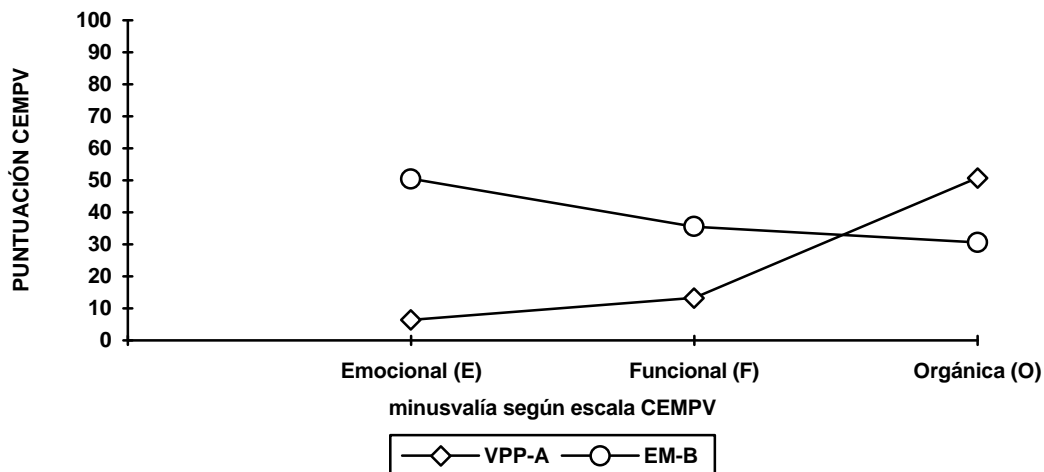 PUNTUACIÓN CEMPV
100
90
80
70
60
50
40
30
20
10
0
Emocional (E)
Funcional (F)
Orgánica (O)
minusvalía según escala CEMPV
VPP-A
EM-B